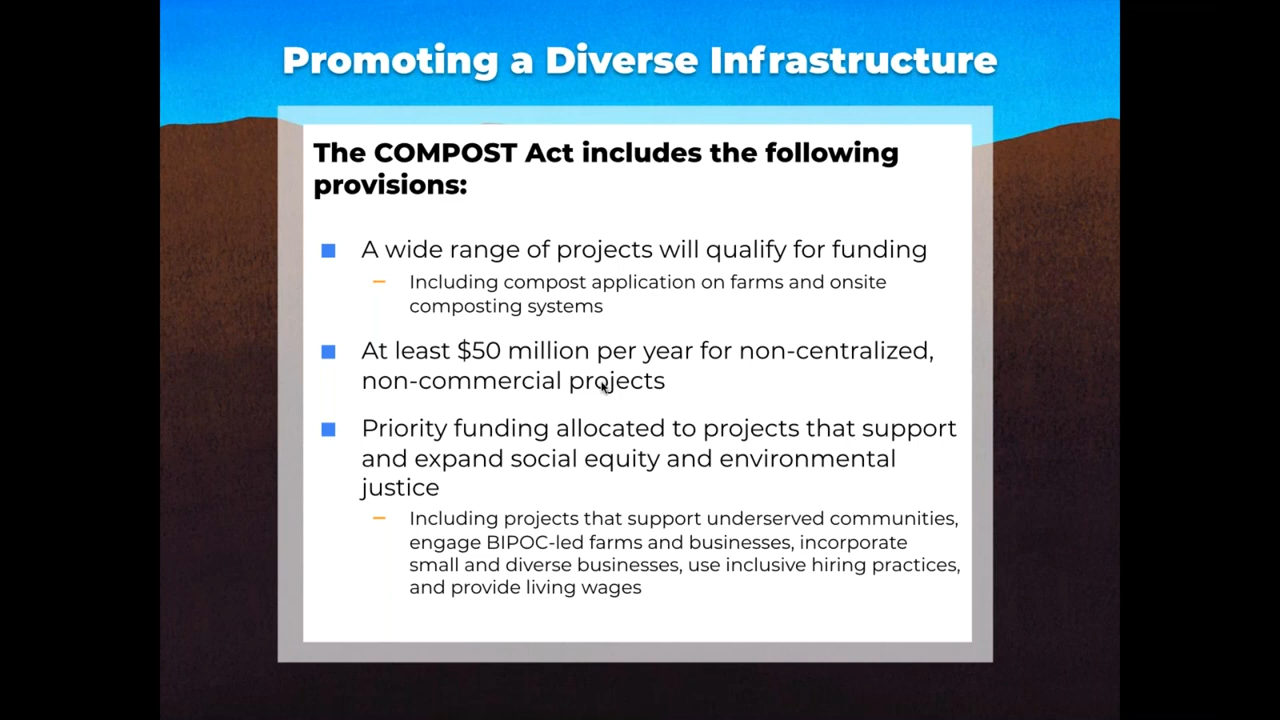 Promoting a Diverse Infrastructure
The COMPOST Act includes the following
provisions:
A wide range of projects will qualify for funding
Including compost application on farms and onsite
composting systems
At least $50 million per year for non-centralized,
non-commercial projects
Priority funding allocated to projects that support
and expand social equity and environmental
justice
Including projects that support underserved communities,
engage BIPOC-led farms and businesses, incorporate
small and diverse businesses, use inclusive hiring practices,
and provide living wages